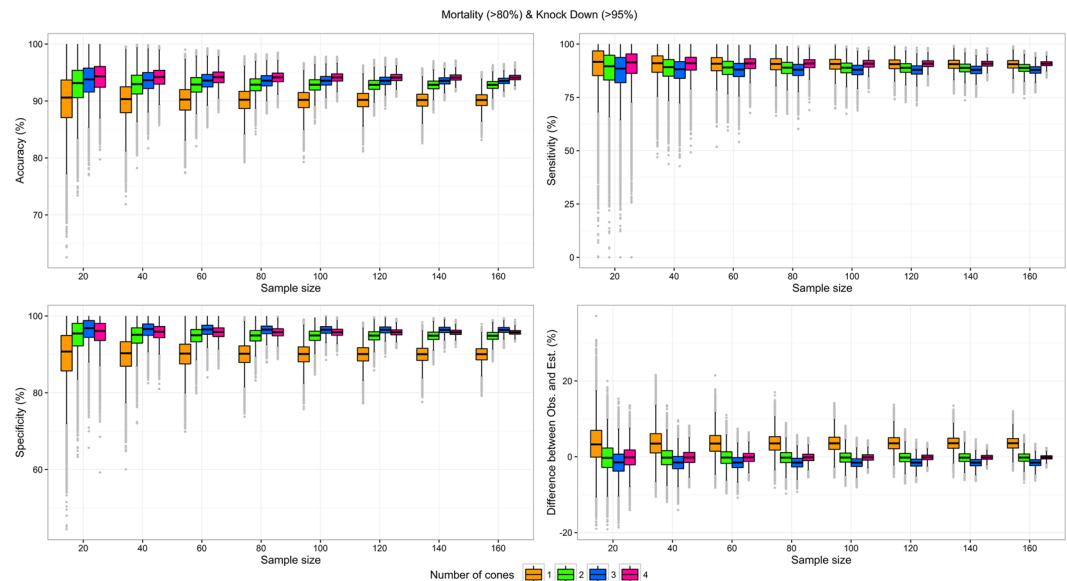 Mortality (>80%) & Knock Down (>95%)
Accuracy (%)
100
90
80
70
20 40 60 80 100 120 140 160
Sample size
Sensitivity (%)
100
75
50
25
0
20 40 60 80 100 120 140 160
Sample size
Specificity (%)
100
80
60
20 40 60 80 100 120 140 160
Sample size
Difference between Obs. and Est. (%)
20
0
-20
20 40 60 80 100 120 140 160
Sample size
Number of cones 1 2 3 4